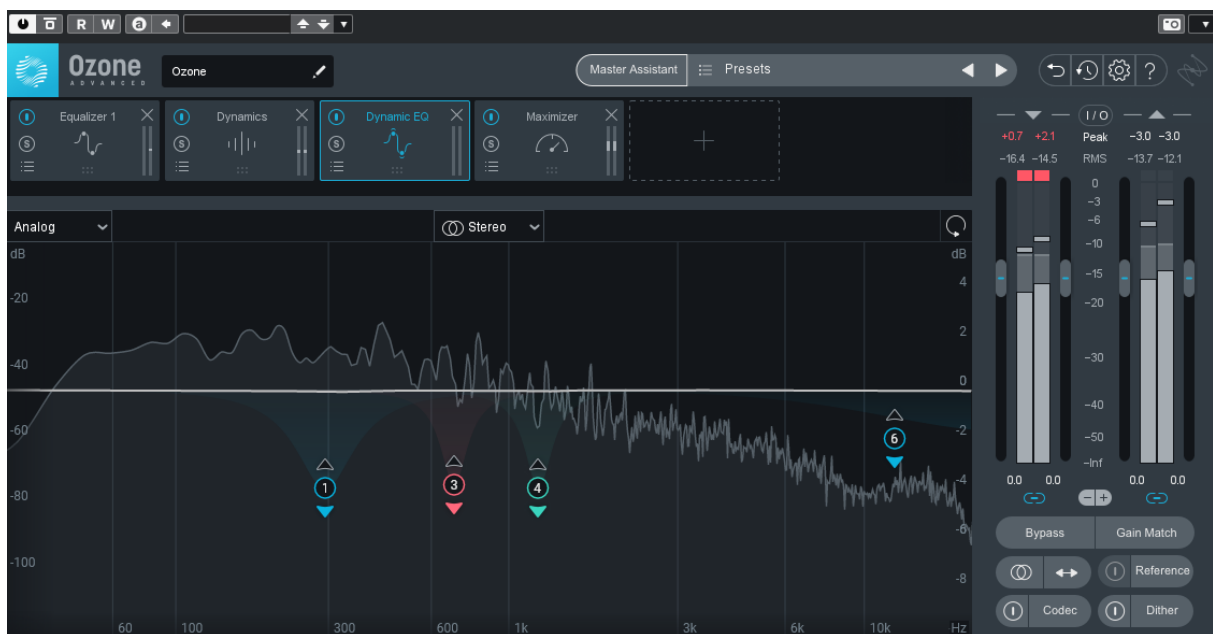 R W a
Ozone
ADVANCED
Ozone
Master Assistant
Presets
?
Equalizer 1
Dynamics
Dynamic EQ
Maximizer
S
S
S
S
+
I/O
+0.7 +2.1 Peak -3.0 -3.0
-16.4 -14.5 RMS -13.7 -12.1
Analog
Stereo
dB
-20
-40
-60
-80
-100
dB
4
2
0
-2
-4
-6
-8
1
3
4
6
60 100 300 600 1k 3k 6k 10k Hz
0
-3
-6
-10
-15
-20
-30
-40
-50
-Inf
0.0 0.0 0.0 0.0
- +
Bypass Gain Match
Reference
Codec Dither